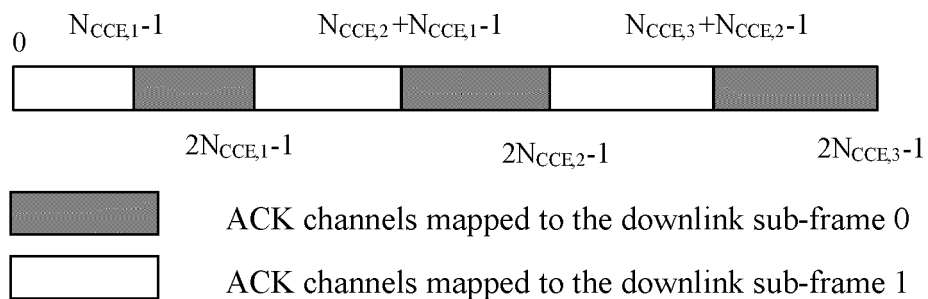 0 N_CCE,1-1 N_CCE,2+N_CCE,1-1 N_CCE,3+N_CCE,2-1
2N_CCE,1-1 2N_CCE,2-1 2N_CCE,3-1
ACK channels mapped to the downlink sub-frame 0
ACK channels mapped to the downlink sub-frame 1